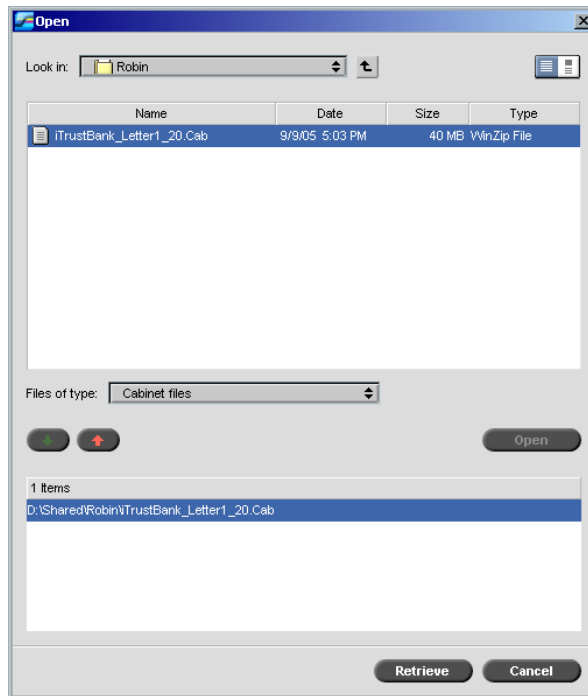 Open
Look in: Robin
Name Date Size Type
iTrustBank_Letter1_20.Cab 9/9/05 5:03 PM 40 MB WinZip File
Files of type: Cabinet files
Open
1 Items
D:\Shared\Robin\iTrustBank_Letter1_20.Cab
Retrieve Cancel